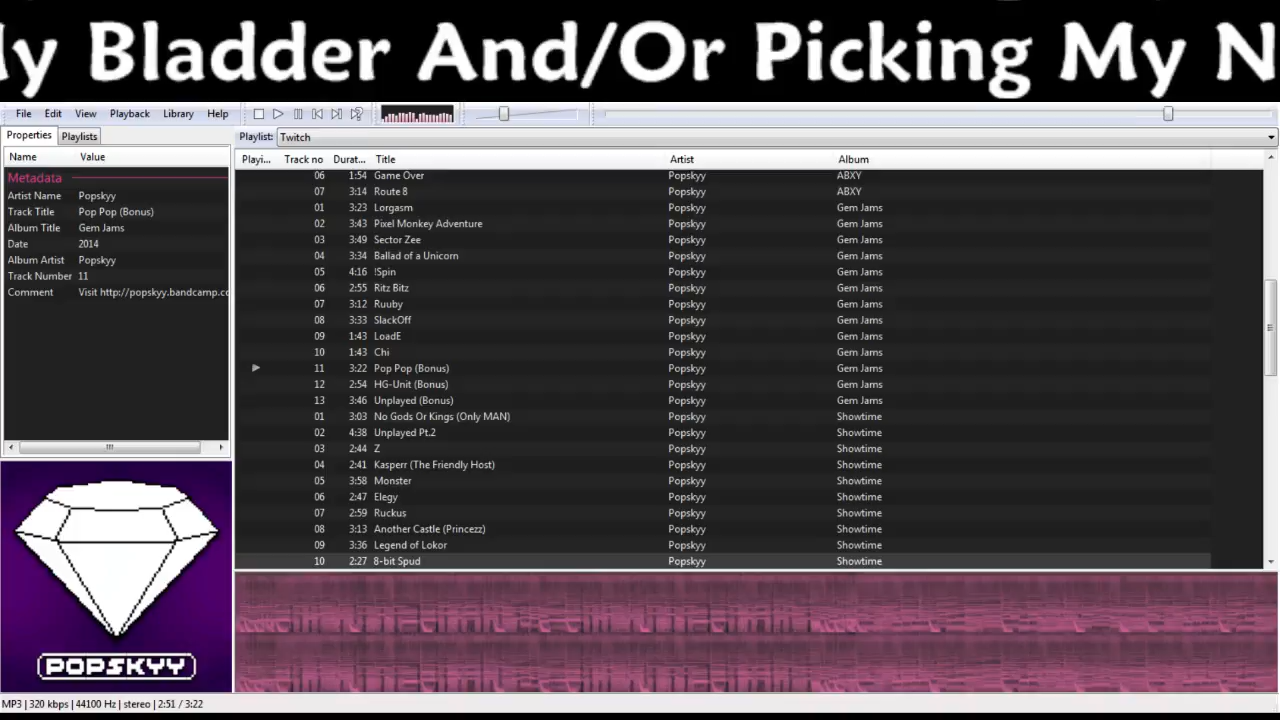 My Bladder And/Or Picking My N
File Edit View Playback Library Help
Properties Playlists
Playlist: Twitch
Name Value
Metadata
Artist Name Popskyy
Track Title Pop Pop (Bonus)
Album Title Gem Jams
Date 2014
Album Artist Popskyy
Track Number 11
Comment Visit http://popskyy.bandcamp.co
Playi... Track no Durat... Title Artist Album
06 1:54 Game Over Popskyy ABXY
07 3:14 Route 8 Popskyy ABXY
01 3:23 Lorgasm Popskyy Gem Jams
02 3:43 Pixel Monkey Adventure Popskyy Gem Jams
03 3:49 Sector Zee Popskyy Gem Jams
04 3:34 Ballad of a Unicorn Popskyy Gem Jams
05 4:16 !Spin Popskyy Gem Jams
06 2:55 Ritz Bitz Popskyy Gem Jams
07 3:12 Ruuby Popskyy Gem Jams
08 3:33 SlackOff Popskyy Gem Jams
09 1:43 LoadE Popskyy Gem Jams
10 1:43 Chi Popskyy Gem Jams
11 3:22 Pop Pop (Bonus) Popskyy Gem Jams
12 2:54 HG-Unit (Bonus) Popskyy Gem Jams
13 3:46 Unplayed (Bonus) Popskyy Gem Jams
01 3:03 No Gods Or Kings (Only MAN) Popskyy Showtime
02 4:38 Unplayed Pt.2 Popskyy Showtime
03 2:44 Z Popskyy Showtime
04 2:41 Kasperr (The Friendly Host) Popskyy Showtime
05 3:58 Monster Popskyy Showtime
06 2:47 Elegy Popskyy Showtime
07 2:59 Ruckus Popskyy Showtime
08 3:13 Another Castle (Princezz) Popskyy Showtime
09 3:36 Legend of Lokor Popskyy Showtime
10 2:27 8-bit Spud Popskyy Showtime
POPSKYY
MP3 | 320 kbps | 44100 Hz | stereo | 2:51 / 3:22